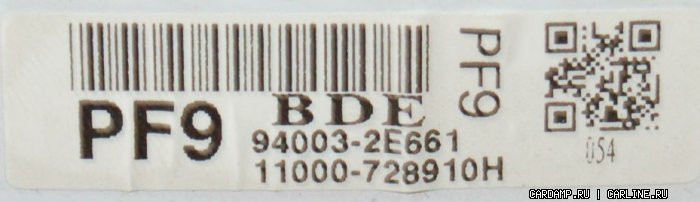 PF9 BDE
94003-2E661
11000-728910H
PF9
054
CARDAMP.RU | CARLINE.RU